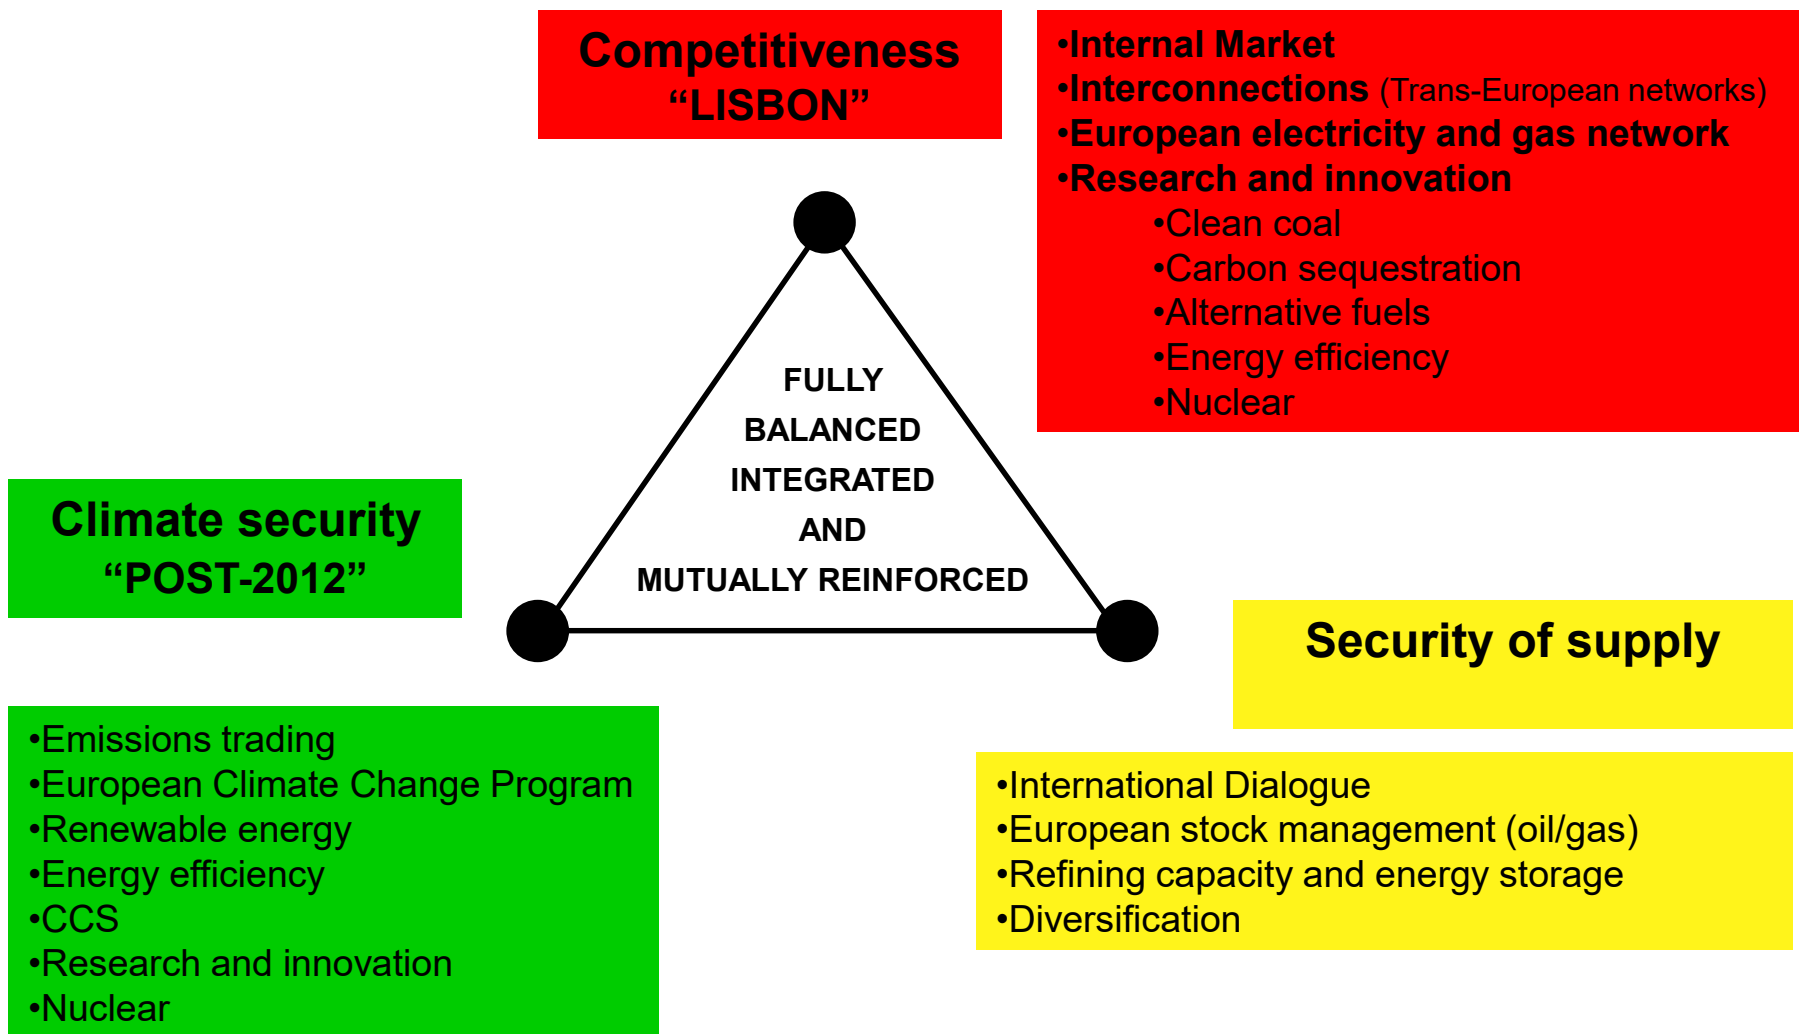 Competitiveness
“LISBON”
•Internal Market
•Interconnections (Trans-European networks)
•European electricity and gas network
•Research and innovation
•Clean coal
•Carbon sequestration
•Alternative fuels
•Energy efficiency
•Nuclear
FULLY
BALANCED
INTEGRATED
AND
MUTUALLY REINFORCED
Climate security
“POST-2012”
•Emissions trading
•European Climate Change Program
•Renewable energy
•Energy efficiency
•CCS
•Research and innovation
•Nuclear
Security of supply
•International Dialogue
•European stock management (oil/gas)
•Refining capacity and energy storage
•Diversification